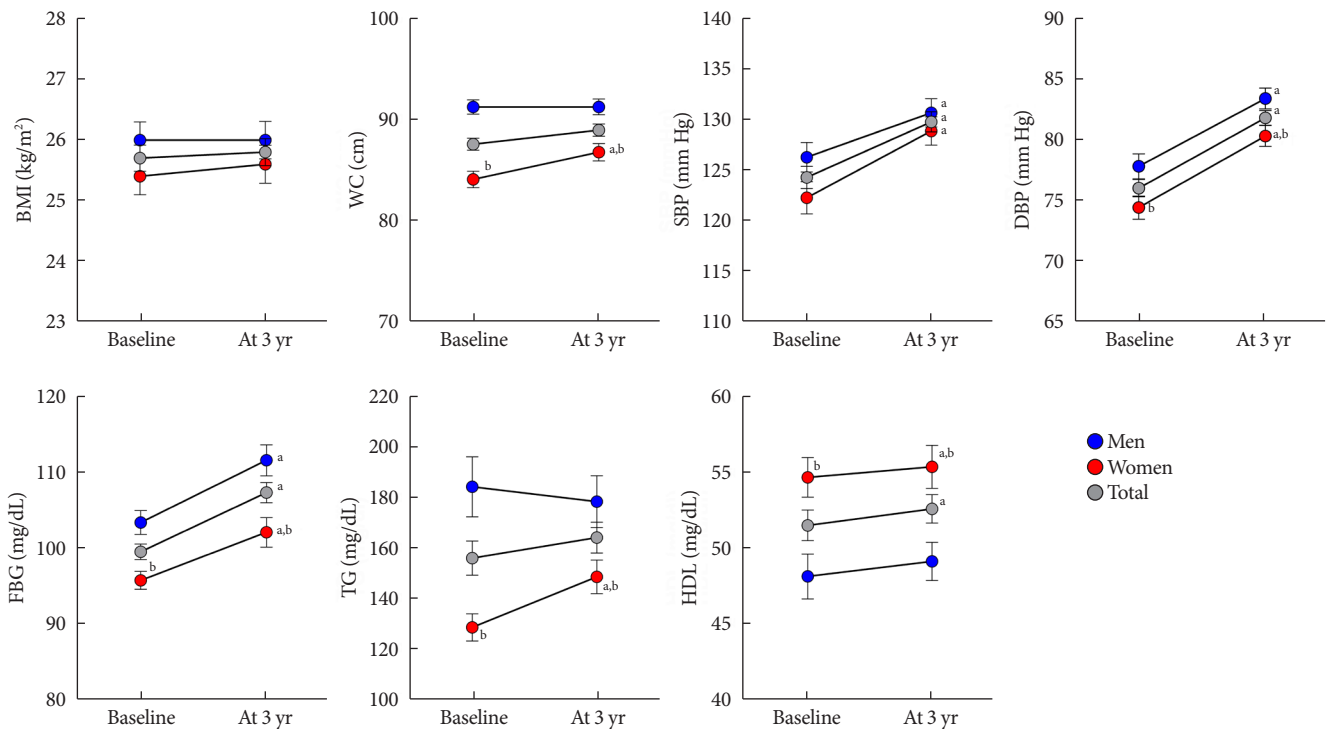 28
27
26
25
24
23
BMI (kg/m²)
Baseline
At 3 yr
100
90
80
70
WC (cm)
b
a,b
Baseline
At 3 yr
140
135
130
125
120
115
110
SBP (mm Hg)
a
a
a
Baseline
At 3 yr
90
85
80
75
70
65
DBP (mm Hg)
a
a
a,b
b
Baseline
At 3 yr
120
110
100
90
80
FBG (mg/dL)
a
a
a,b
b
Baseline
At 3 yr
220
200
180
160
140
120
100
TG (mg/dL)
a,b
b
Baseline
At 3 yr
60
55
50
45
40
HDL (mg/dL)
b
a,b
a
Baseline
At 3 yr
Men
Women
Total